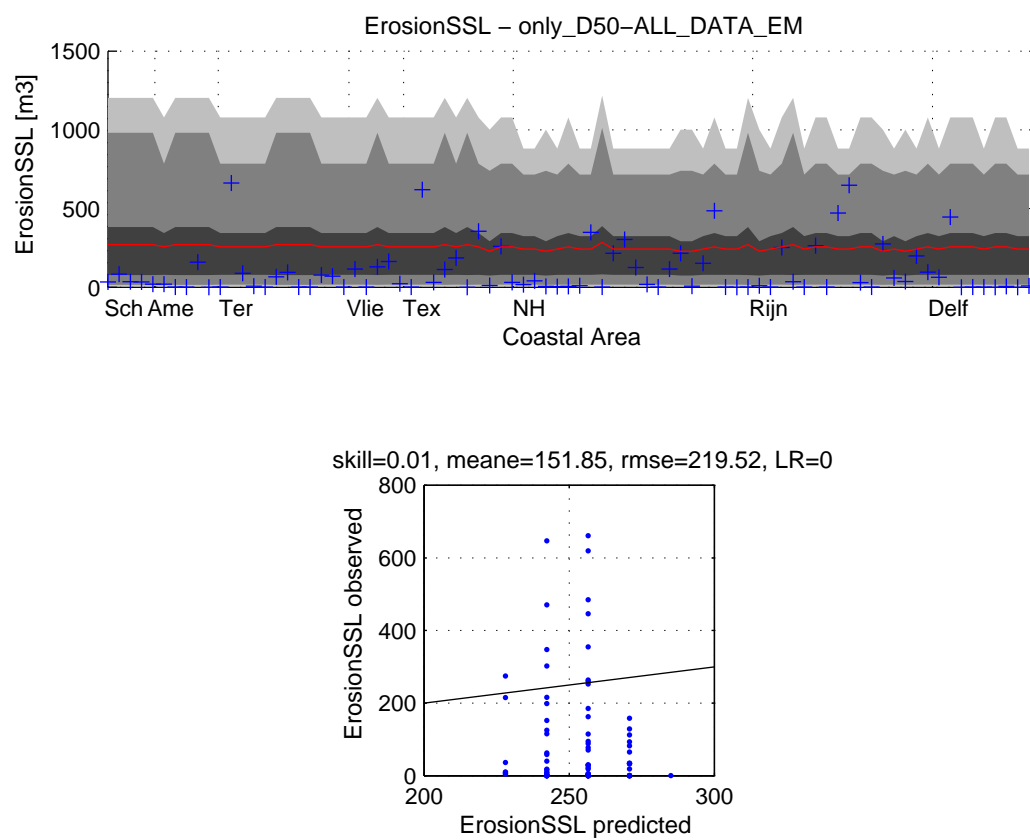 ErosionSSL − only_D50−ALL_DATA_EM
1500
1000
500
0
ErosionSSL [m3]
Sch Ame Ter Vlie Tex NH Rijn Delf
Coastal Area
skill=0.01, meane=151.85, rmse=219.52, LR=0
800
600
400
200
0
ErosionSSL observed
200 250 300
ErosionSSL predicted